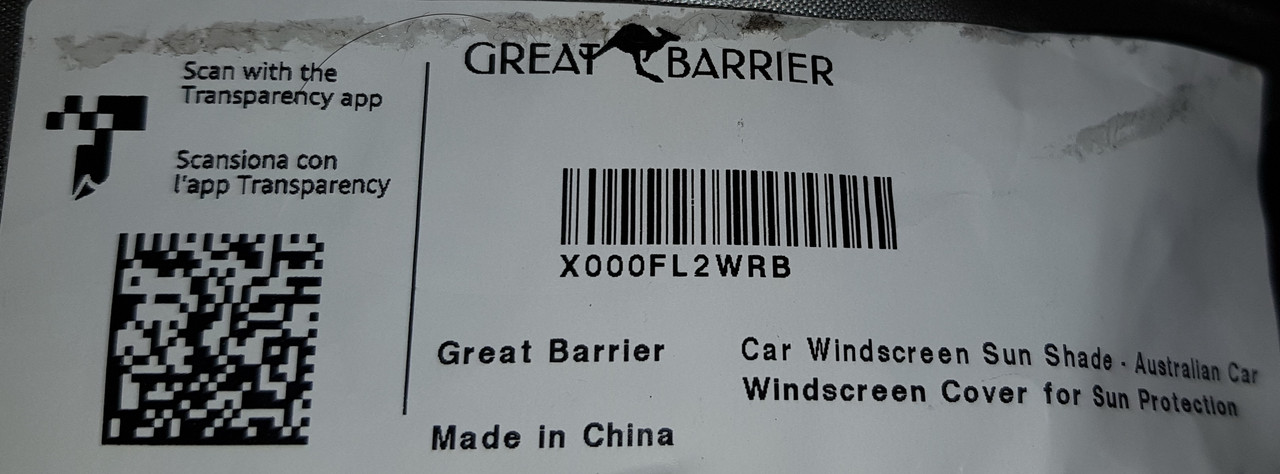 Scan with the
Transparency app
Scansiona con
l'app Transparency
GREAT BARRIER
X000FL2WRB
Great Barrier
Car Windscreen Sun Shade - Australian Car
Windscreen Cover for Sun Protection
Made in China